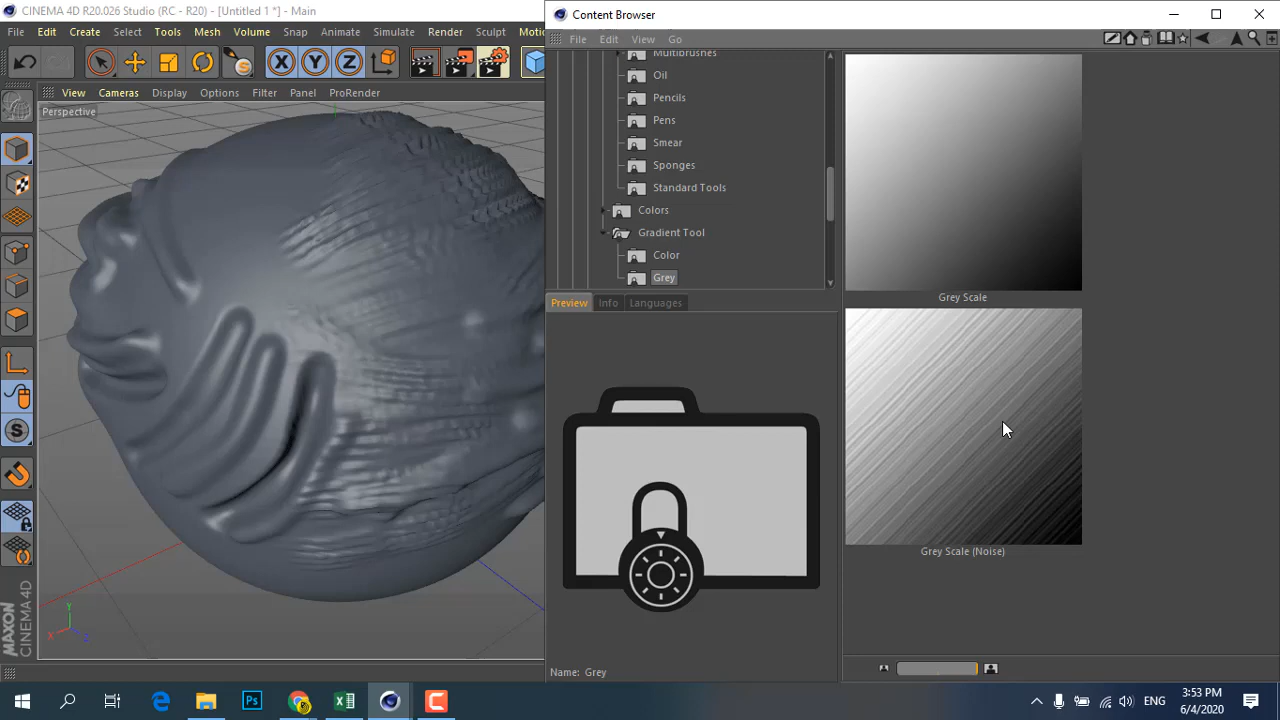 CINEMA 4D R20.026 Studio (RC - R20) - [Untitled 1 *] - Main
File Edit Create Select Tools Mesh Volume Snap Animate Simulate Render Sculpt Motion
X Y Z
View Cameras Display Options Filter Panel ProRender
Perspective
S
Y
X
Z
MAXON
CINEMA 4D
Content Browser
File Edit View Go
Multibrushes
Oil
Pencils
Pens
Smear
Sponges
Standard Tools
Colors
Gradient Tool
Color
Grey
Preview Info Languages
Name: Grey
Grey Scale
Grey Scale (Noise)
Ps
ENG
3:53 PM
6/4/2020